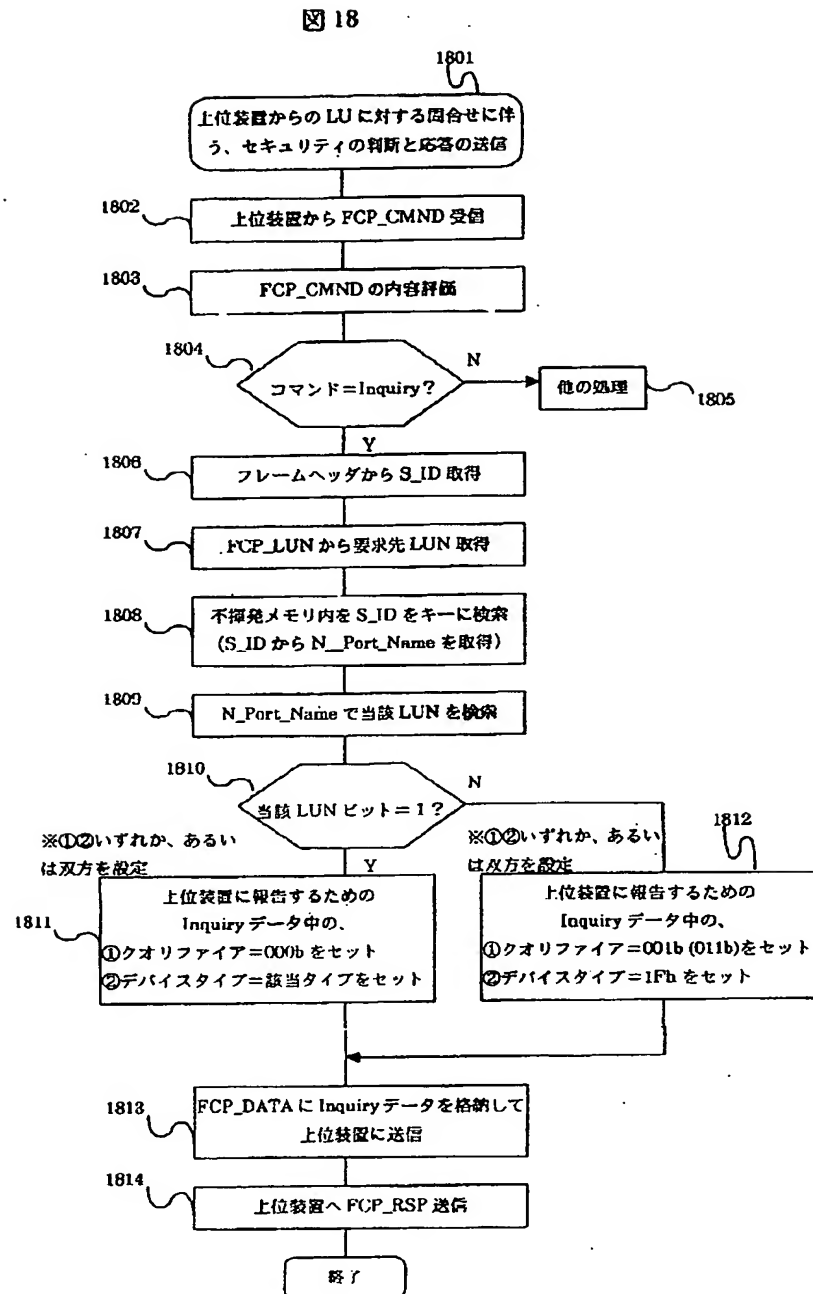 図 18
1801
上位装置からの LU に対する問合せに伴
う、セキュリティの判断と応答の送信
1802
上位装置から FCP_CMND 受信
1803
FCP_CMND の内容評価
1804
コマンド=Inquiry?
N
他の処理
1805
Y
1806
フレームヘッダから S_ID 取得
1807
FCP_LUN から要求先 LUN 取得
1808
不揮発メモリ内を S_ID をキーに検索
(S_ID から N__Port_Name を取得)
1809
N_Port_Name で当該 LUN を検索
1810
当該 LUN ビット=1?
N
※①②いずれか、あるい
は双方を設定
Y
※①②いずれか、あるい
は双方を設定
1812
1811
上位装置に報告するための
Inquiry データ中の、
①クオリファイア=000b をセット
②デバイスタイプ=該当タイプをセット
上位装置に報告するための
Inquiry データ中の、
①クオリファイア=001b (011b)をセット
②デバイスタイプ=1Fh をセット
1813
FCP_DATA に Inquiry データを格納して
上位装置に送信
1814
上位装置へ FCP_RSP 送信
終了